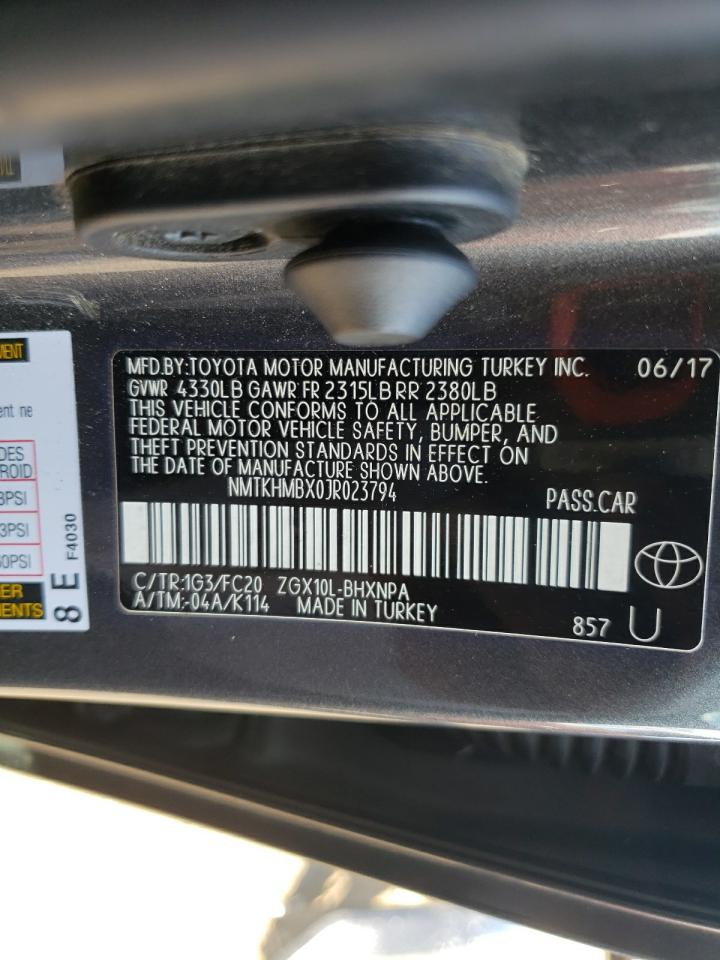 MFD.BY:TOYOTA MOTOR MANUFACTURING TURKEY INC. 06/17
GVWR 4330LB GAWR FR 2315LB RR 2380LB
THIS VEHICLE CONFORMS TO ALL APPLICABLE
FEDERAL MOTOR VEHICLE SAFETY, BUMPER, AND
THEFT PREVENTION STANDARDS IN EFFECT ON
THE DATE OF MANUFACTURE SHOWN ABOVE.
NMTKHMBX0JR023794 PASS.CAR
C/TR:1G3/FC20 ZGX10L-BHXNPA
A/TM:-04A/K114 MADE IN TURKEY
857 U
8 E F4030